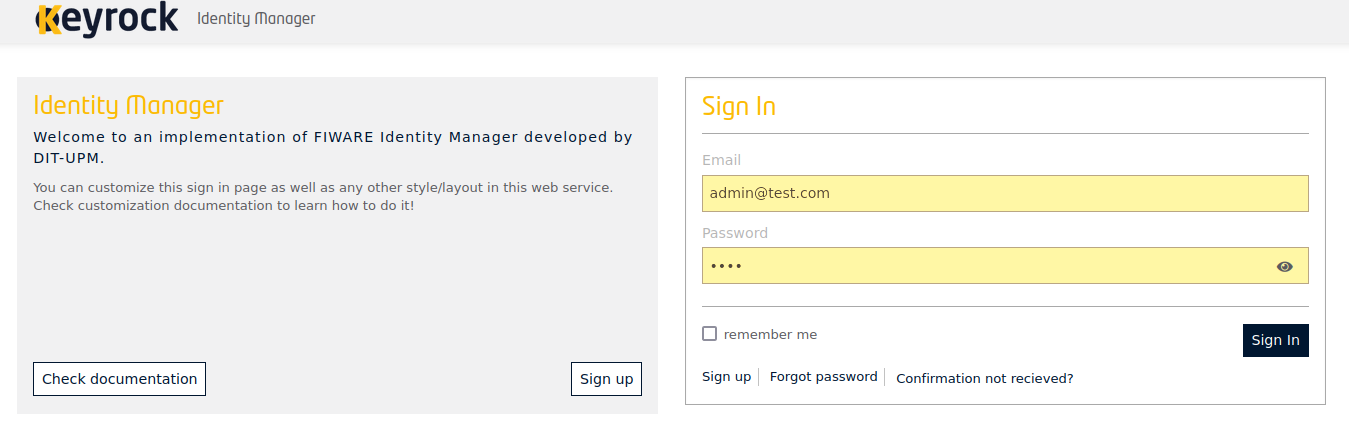 Keyrock Identity Manager
Identity Manager
Welcome to an implementation of FIWARE Identity Manager developed by
DIT-UPM.
You can customize this sign in page as well as any other style/layout in this web service.
Check customization documentation to learn how to do it!
Check documentation
Sign up
Sign In
Email
admin@test.com
Password
••••
remember me
Sign In
Sign up
Forgot password
Confirmation not recieved?